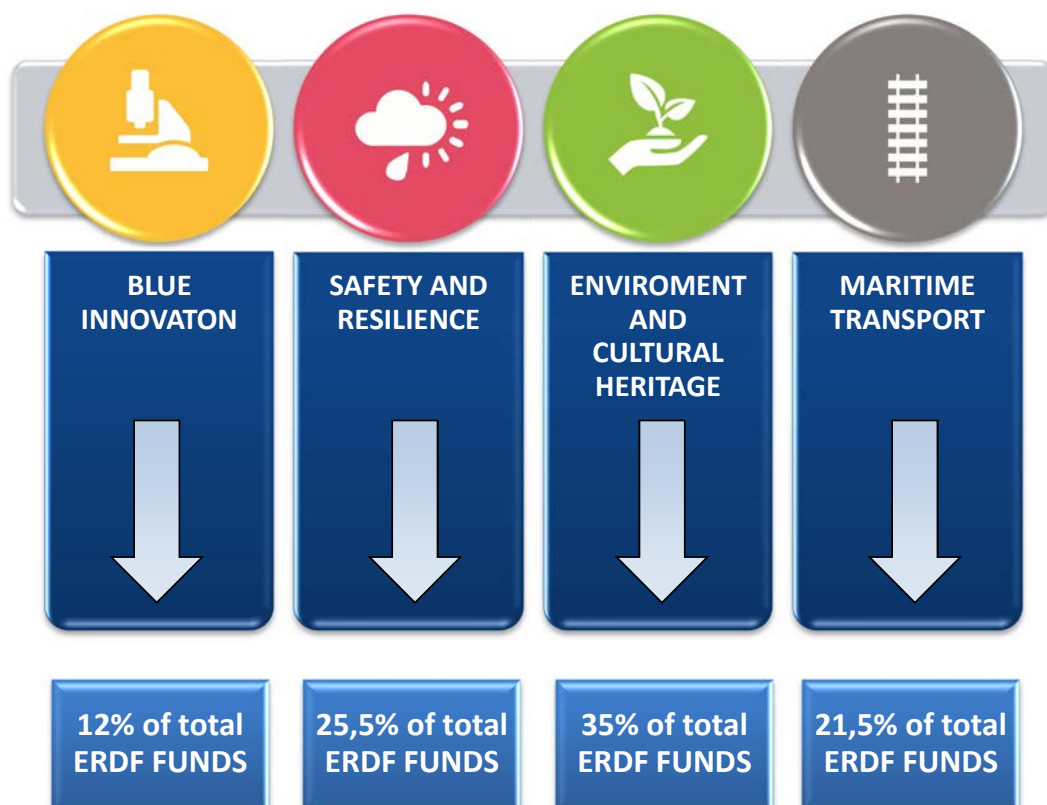 BLUE
INNOVATON
SAFETY AND
RESILIENCE
ENVIROMENT
AND
CULTURAL
HERITAGE
MARITIME
TRANSPORT
12% of total
ERDF FUNDS
25,5% of total
ERDF FUNDS
35% of total
ERDF FUNDS
21,5% of total
ERDF FUNDS